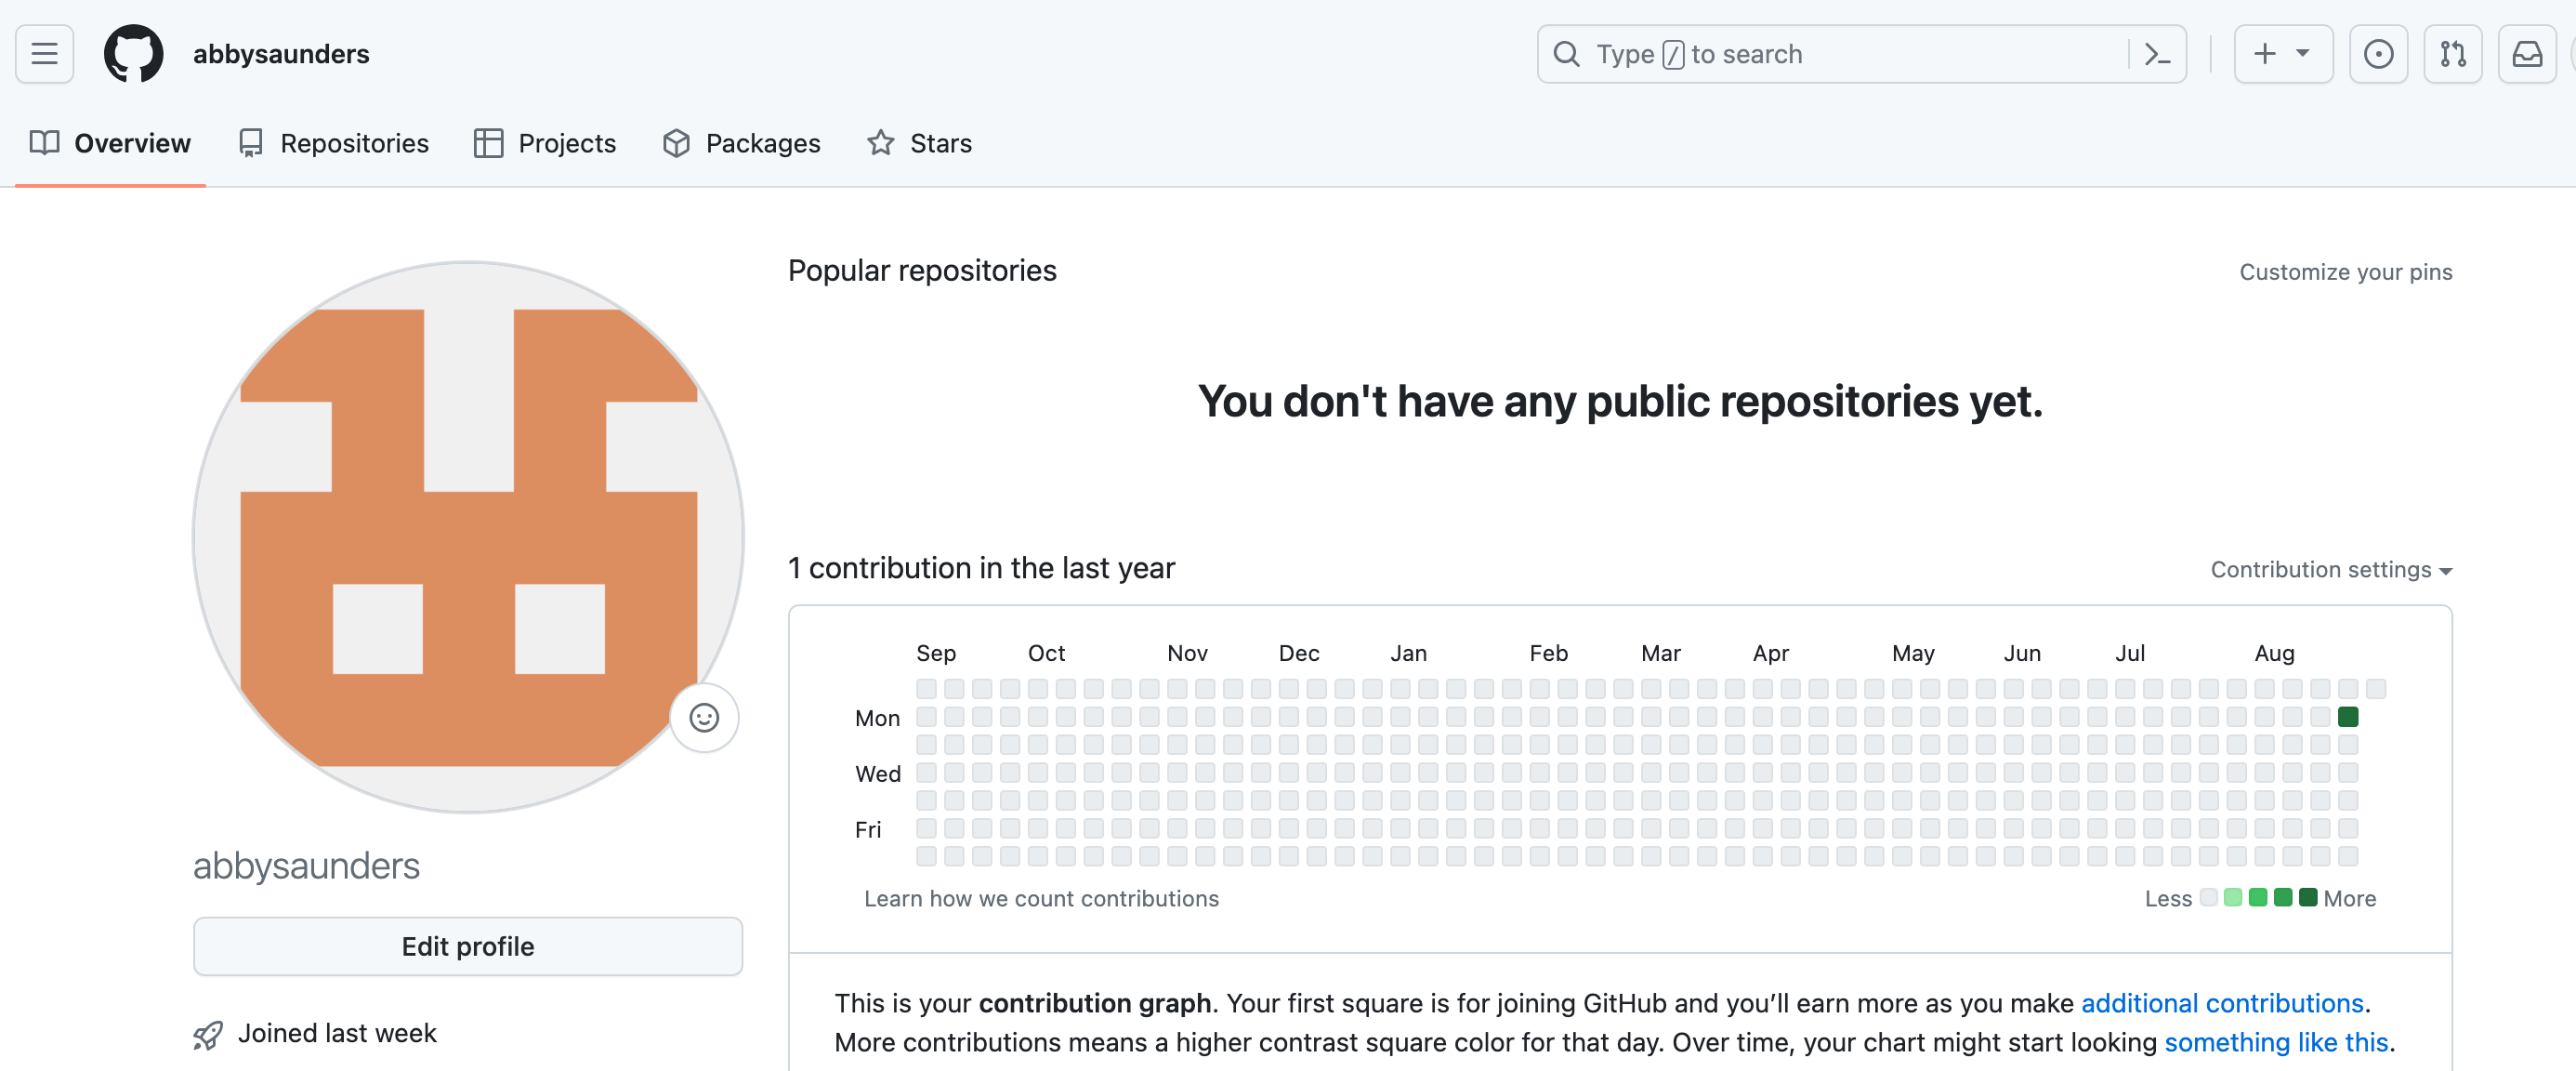 abbysaunders
Type / to search
Overview Repositories Projects Packages Stars
Popular repositories
Customize your pins
You don't have any public repositories yet.
1 contribution in the last year
Contribution settings
Sep Oct Nov Dec Jan Feb Mar Apr May Jun Jul Aug
Mon
Wed
Fri
Learn how we count contributions
Less More
abbysaunders
Edit profile
Joined last week
This is your contribution graph. Your first square is for joining GitHub and you’ll earn more as you make additional contributions.
More contributions means a higher contrast square color for that day. Over time, your chart might start looking something like this.